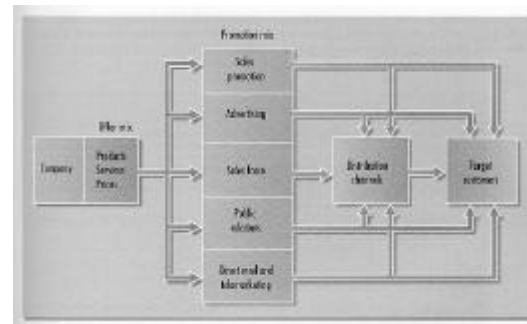 Promotion mix
Sales
promotion
Offer mix
Advertising
Company
Products
Services
Prices
Sales force
Distribution
channels
Target
customers
Public
relations
Direct mail and
telemarketing